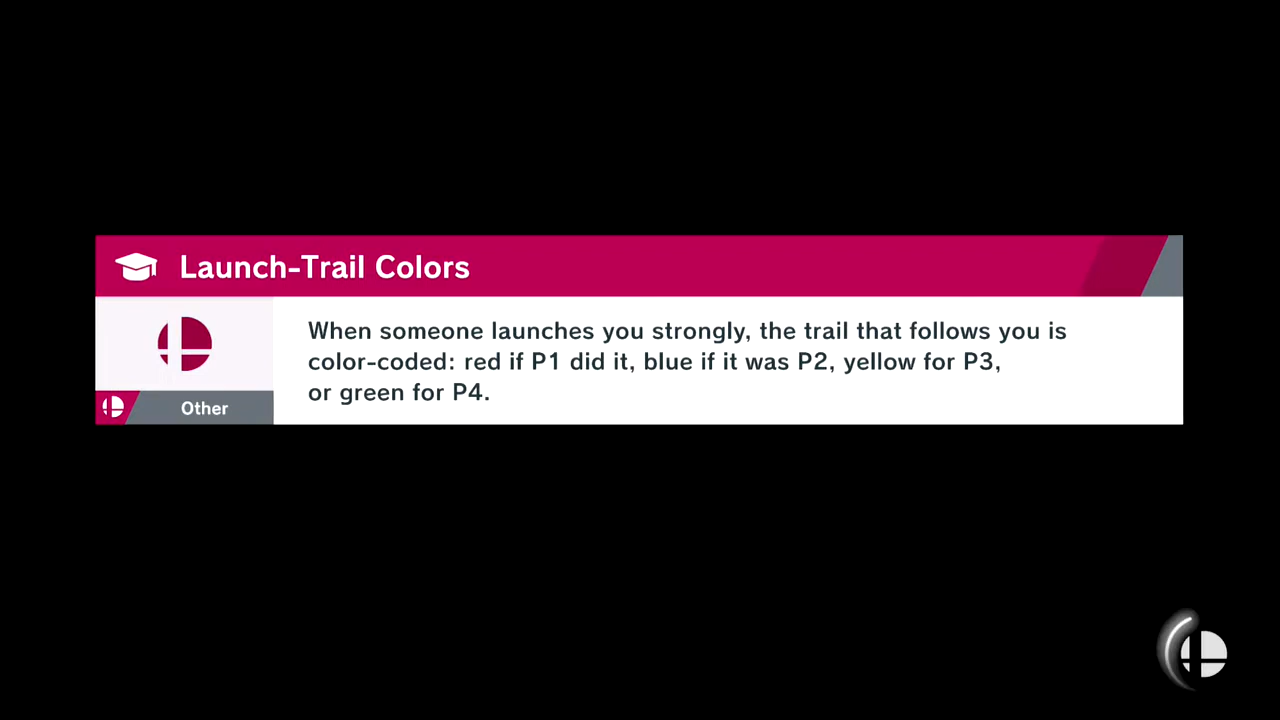 Launch-Trail Colors
When someone launches you strongly, the trail that follows you is
color-coded: red if P1 did it, blue if it was P2, yellow for P3,
or green for P4.
Other